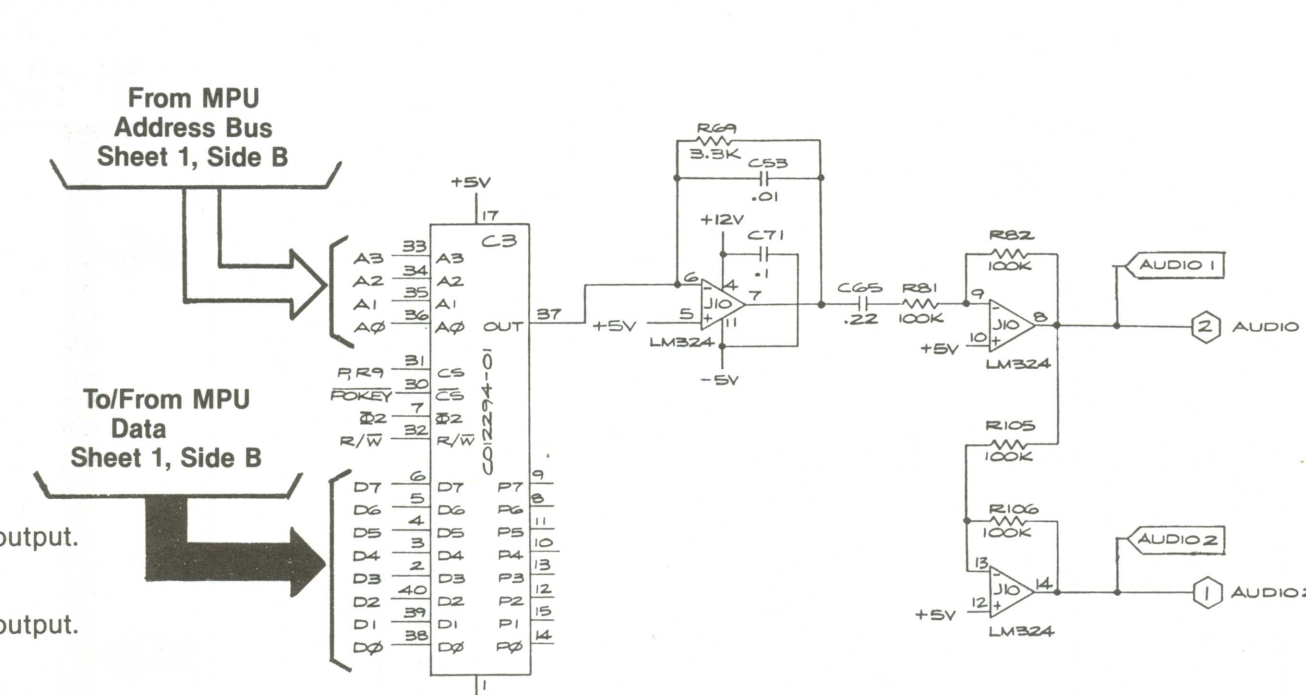 From MPU
Address Bus
Sheet 1, Side B
To/From MPU
Data
Sheet 1, Side B
output.
output.
+5V
17
C3
A3 33 A3
A2 34 A2
A1 35 A1
AØ 36 AØ
OUT 37
P, R9 31 CS
POKEY 30 CS
Φ2 7 Φ2
R/W 32 R/W
C012294-01
D7 6 D7 P7 9
D6 5 D6 P6 8
D5 4 D5 P5 11
D4 3 D4 P4 10
D3 2 D3 P3 13
D2 40 D2 P2 12
D1 39 D1 P1 15
DØ 38 DØ PØ 14
1
R69
3.3K
C53
.01
+12V
C71
.1
6 - 4
J10 7
+5V 5 + 11
LM324
-5V
C65
.22
R81
100K
R82
100K
9 -
J10 8
+5V 10 +
LM324
AUDIO 1
2 AUDIO
R105
100K
R106
100K
13 -
J10 14
+5V 12 +
LM324
AUDIO 2
1 AUDIO 2